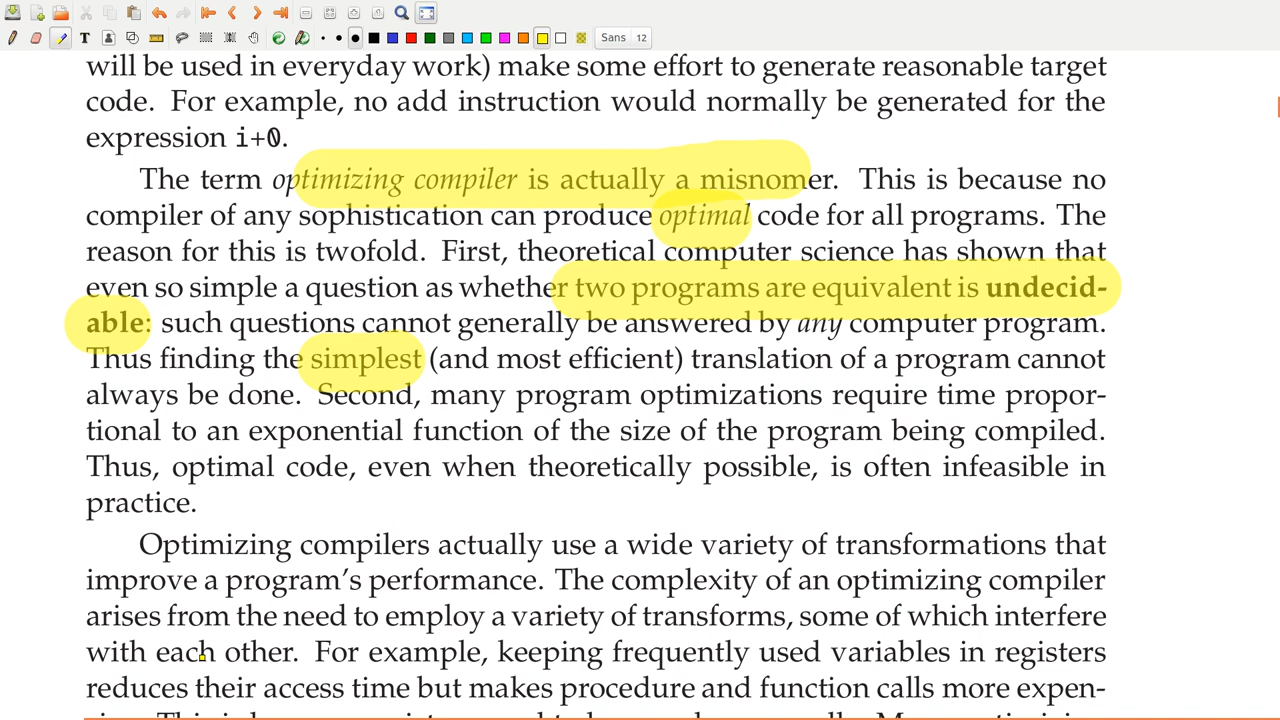 T
Sans 12
will be used in everyday work) make some effort to generate reasonable target
code. For example, no add instruction would normally be generated for the
expression i+0.
The term optimizing compiler is actually a misnomer. This is because no
compiler of any sophistication can produce optimal code for all programs. The
reason for this is twofold. First, theoretical computer science has shown that
even so simple a question as whether two programs are equivalent is undecid-
able: such questions cannot generally be answered by any computer program.
Thus finding the simplest (and most efficient) translation of a program cannot
always be done. Second, many program optimizations require time propor-
tional to an exponential function of the size of the program being compiled.
Thus, optimal code, even when theoretically possible, is often infeasible in
practice.
Optimizing compilers actually use a wide variety of transformations that
improve a program's performance. The complexity of an optimizing compiler
arises from the need to employ a variety of transforms, some of which interfere
with each other. For example, keeping frequently used variables in registers
reduces their access time but makes procedure and function calls more expen-